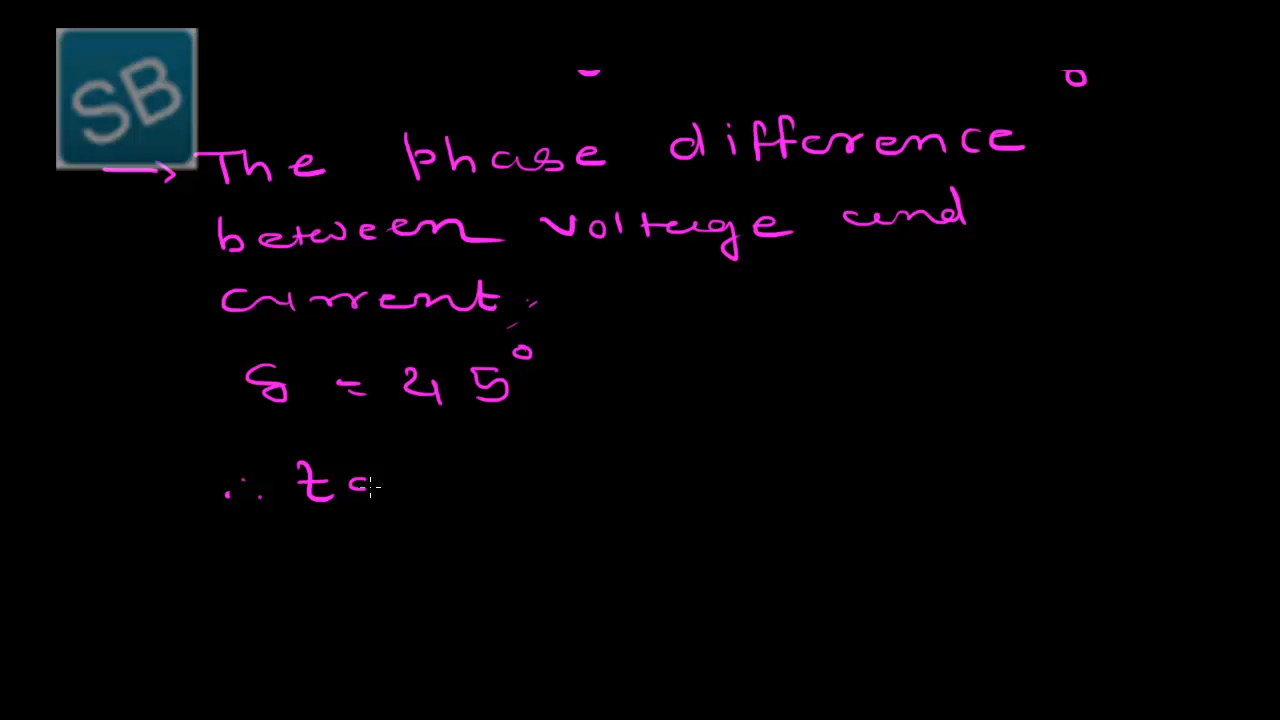 SB
→ The phase difference
between voltage and
current.
δ = 45°
∴ ta